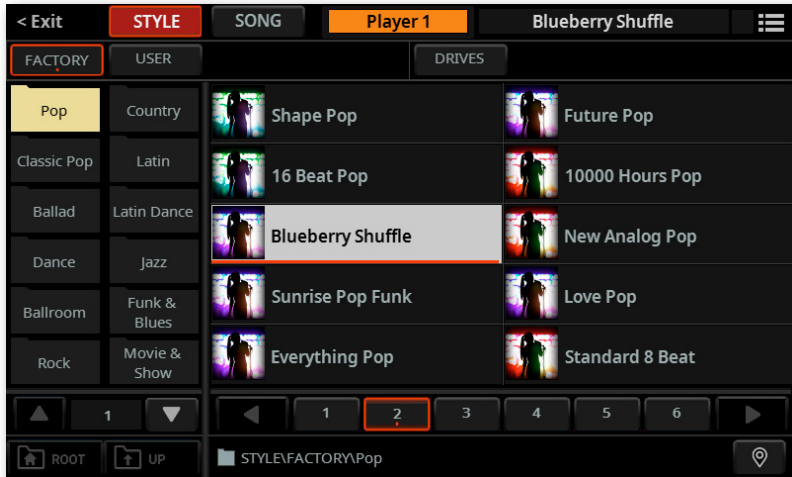 < Exit STYLE SONG Player 1 Blueberry Shuffle
FACTORY USER DRIVES
Pop Country
Classic Pop Latin
Ballad Latin Dance
Dance Jazz
Ballroom Funk & Blues
Rock Movie & Show
Shape Pop Future Pop
16 Beat Pop 10000 Hours Pop
Blueberry Shuffle New Analog Pop
Sunrise Pop Funk Love Pop
Everything Pop Standard 8 Beat
1 1 2 3 4 5 6
ROOT UP STYLE\FACTORY\Pop